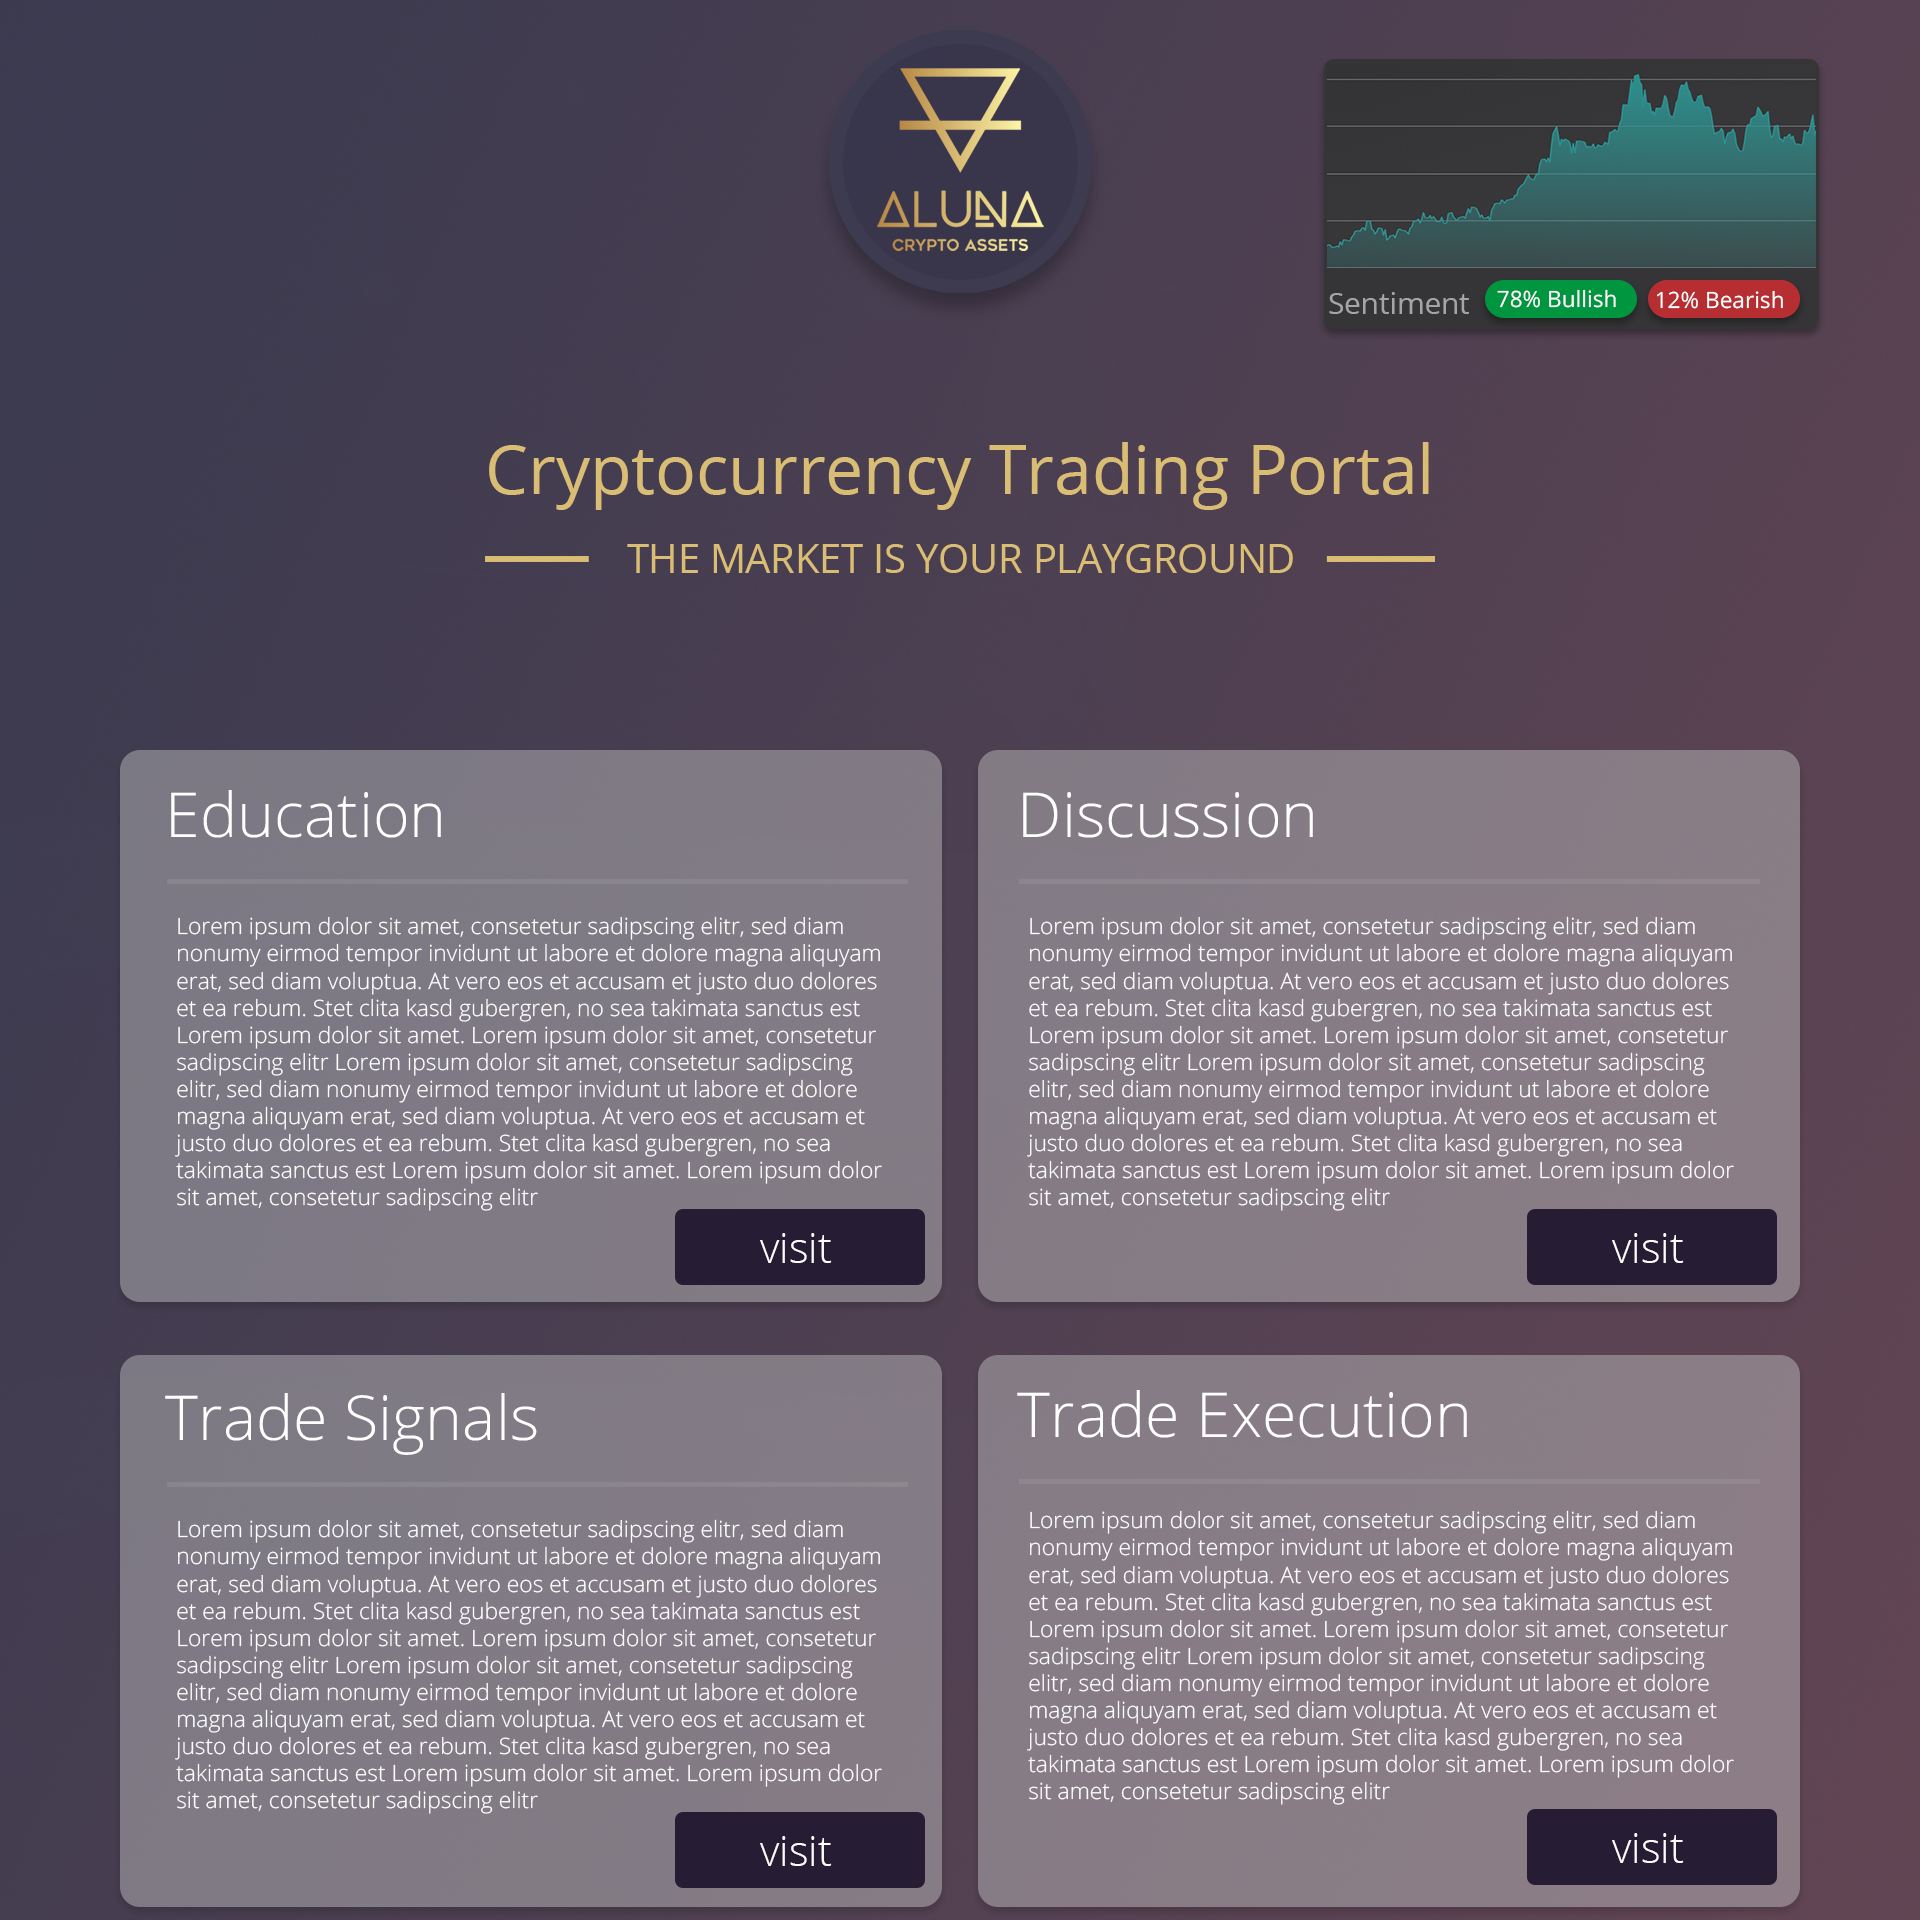 ALUNA
CRYPTO ASSETS
Sentiment
78% Bullish
12% Bearish
Cryptocurrency Trading Portal
THE MARKET IS YOUR PLAYGROUND
Education
Lorem ipsum dolor sit amet, consetetur sadipscing elitr, sed diam
nonumy eirmod tempor invidunt ut labore et dolore magna aliquyam
erat, sed diam voluptua. At vero eos et accusam et justo duo dolores
et ea rebum. Stet clita kasd gubergren, no sea takimata sanctus est
Lorem ipsum dolor sit amet. Lorem ipsum dolor sit amet, consetetur
sadipscing elitr Lorem ipsum dolor sit amet, consetetur sadipscing
elitr, sed diam nonumy eirmod tempor invidunt ut labore et dolore
magna aliquyam erat, sed diam voluptua. At vero eos et accusam et
justo duo dolores et ea rebum. Stet clita kasd gubergren, no sea
takimata sanctus est Lorem ipsum dolor sit amet. Lorem ipsum dolor
sit amet, consetetur sadipscing elitr
visit
Discussion
Lorem ipsum dolor sit amet, consetetur sadipscing elitr, sed diam
nonumy eirmod tempor invidunt ut labore et dolore magna aliquyam
erat, sed diam voluptua. At vero eos et accusam et justo duo dolores
et ea rebum. Stet clita kasd gubergren, no sea takimata sanctus est
Lorem ipsum dolor sit amet. Lorem ipsum dolor sit amet, consetetur
sadipscing elitr Lorem ipsum dolor sit amet, consetetur sadipscing
elitr, sed diam nonumy eirmod tempor invidunt ut labore et dolore
magna aliquyam erat, sed diam voluptua. At vero eos et accusam et
justo duo dolores et ea rebum. Stet clita kasd gubergren, no sea
takimata sanctus est Lorem ipsum dolor sit amet. Lorem ipsum dolor
sit amet, consetetur sadipscing elitr
visit
Trade Signals
Lorem ipsum dolor sit amet, consetetur sadipscing elitr, sed diam
nonumy eirmod tempor invidunt ut labore et dolore magna aliquyam
erat, sed diam voluptua. At vero eos et accusam et justo duo dolores
et ea rebum. Stet clita kasd gubergren, no sea takimata sanctus est
Lorem ipsum dolor sit amet. Lorem ipsum dolor sit amet, consetetur
sadipscing elitr Lorem ipsum dolor sit amet, consetetur sadipscing
elitr, sed diam nonumy eirmod tempor invidunt ut labore et dolore
magna aliquyam erat, sed diam voluptua. At vero eos et accusam et
justo duo dolores et ea rebum. Stet clita kasd gubergren, no sea
takimata sanctus est Lorem ipsum dolor sit amet. Lorem ipsum dolor
sit amet, consetetur sadipscing elitr
visit
Trade Execution
Lorem ipsum dolor sit amet, consetetur sadipscing elitr, sed diam
nonumy eirmod tempor invidunt ut labore et dolore magna aliquyam
erat, sed diam voluptua. At vero eos et accusam et justo duo dolores
et ea rebum. Stet clita kasd gubergren, no sea takimata sanctus est
Lorem ipsum dolor sit amet. Lorem ipsum dolor sit amet, consetetur
sadipscing elitr Lorem ipsum dolor sit amet, consetetur sadipscing
elitr, sed diam nonumy eirmod tempor invidunt ut labore et dolore
magna aliquyam erat, sed diam voluptua. At vero eos et accusam et
justo duo dolores et ea rebum. Stet clita kasd gubergren, no sea
takimata sanctus est Lorem ipsum dolor sit amet. Lorem ipsum dolor
sit amet, consetetur sadipscing elitr
visit